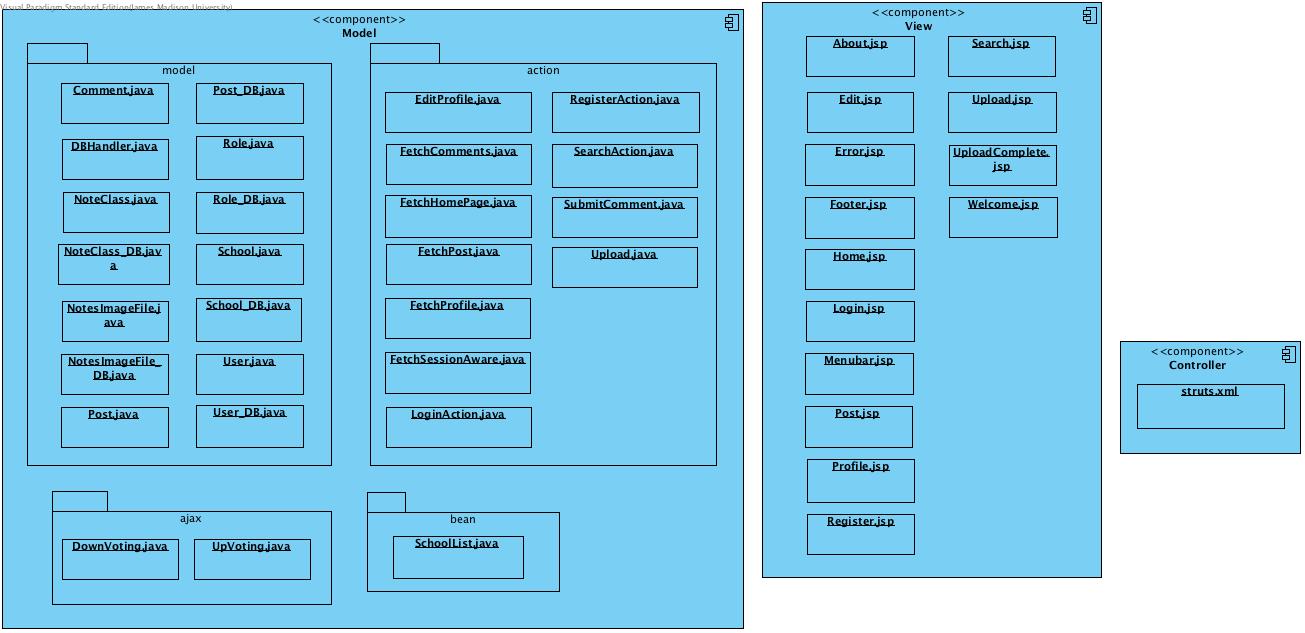 Visual Paradigm Standard Edition(James Madison University)
<<component>>
Model
model
Comment.java
Post_DB.java
DBHandler.java
Role.java
NoteClass.java
Role_DB.java
NoteClass_DB.jav
a
School.java
NotesImageFile.j
ava
School_DB.java
NotesImageFile_
DB.java
User.java
Post.java
User_DB.java
action
EditProfile.java
RegisterAction.java
FetchComments.java
SearchAction.java
FetchHomePage.java
SubmitComment.java
FetchPost.java
Upload.java
FetchProfile.java
FetchSessionAware.java
LoginAction.java
ajax
DownVoting.java
UpVoting.java
bean
SchoolList.java
<<component>>
View
About.jsp
Search.jsp
Edit.jsp
Upload.jsp
Error.jsp
UploadComplete.
jsp
Footer.jsp
Welcome.jsp
Home.jsp
Login.jsp
Menubar.jsp
Post.jsp
Profile.jsp
Register.jsp
<<component>>
Controller
struts.xml